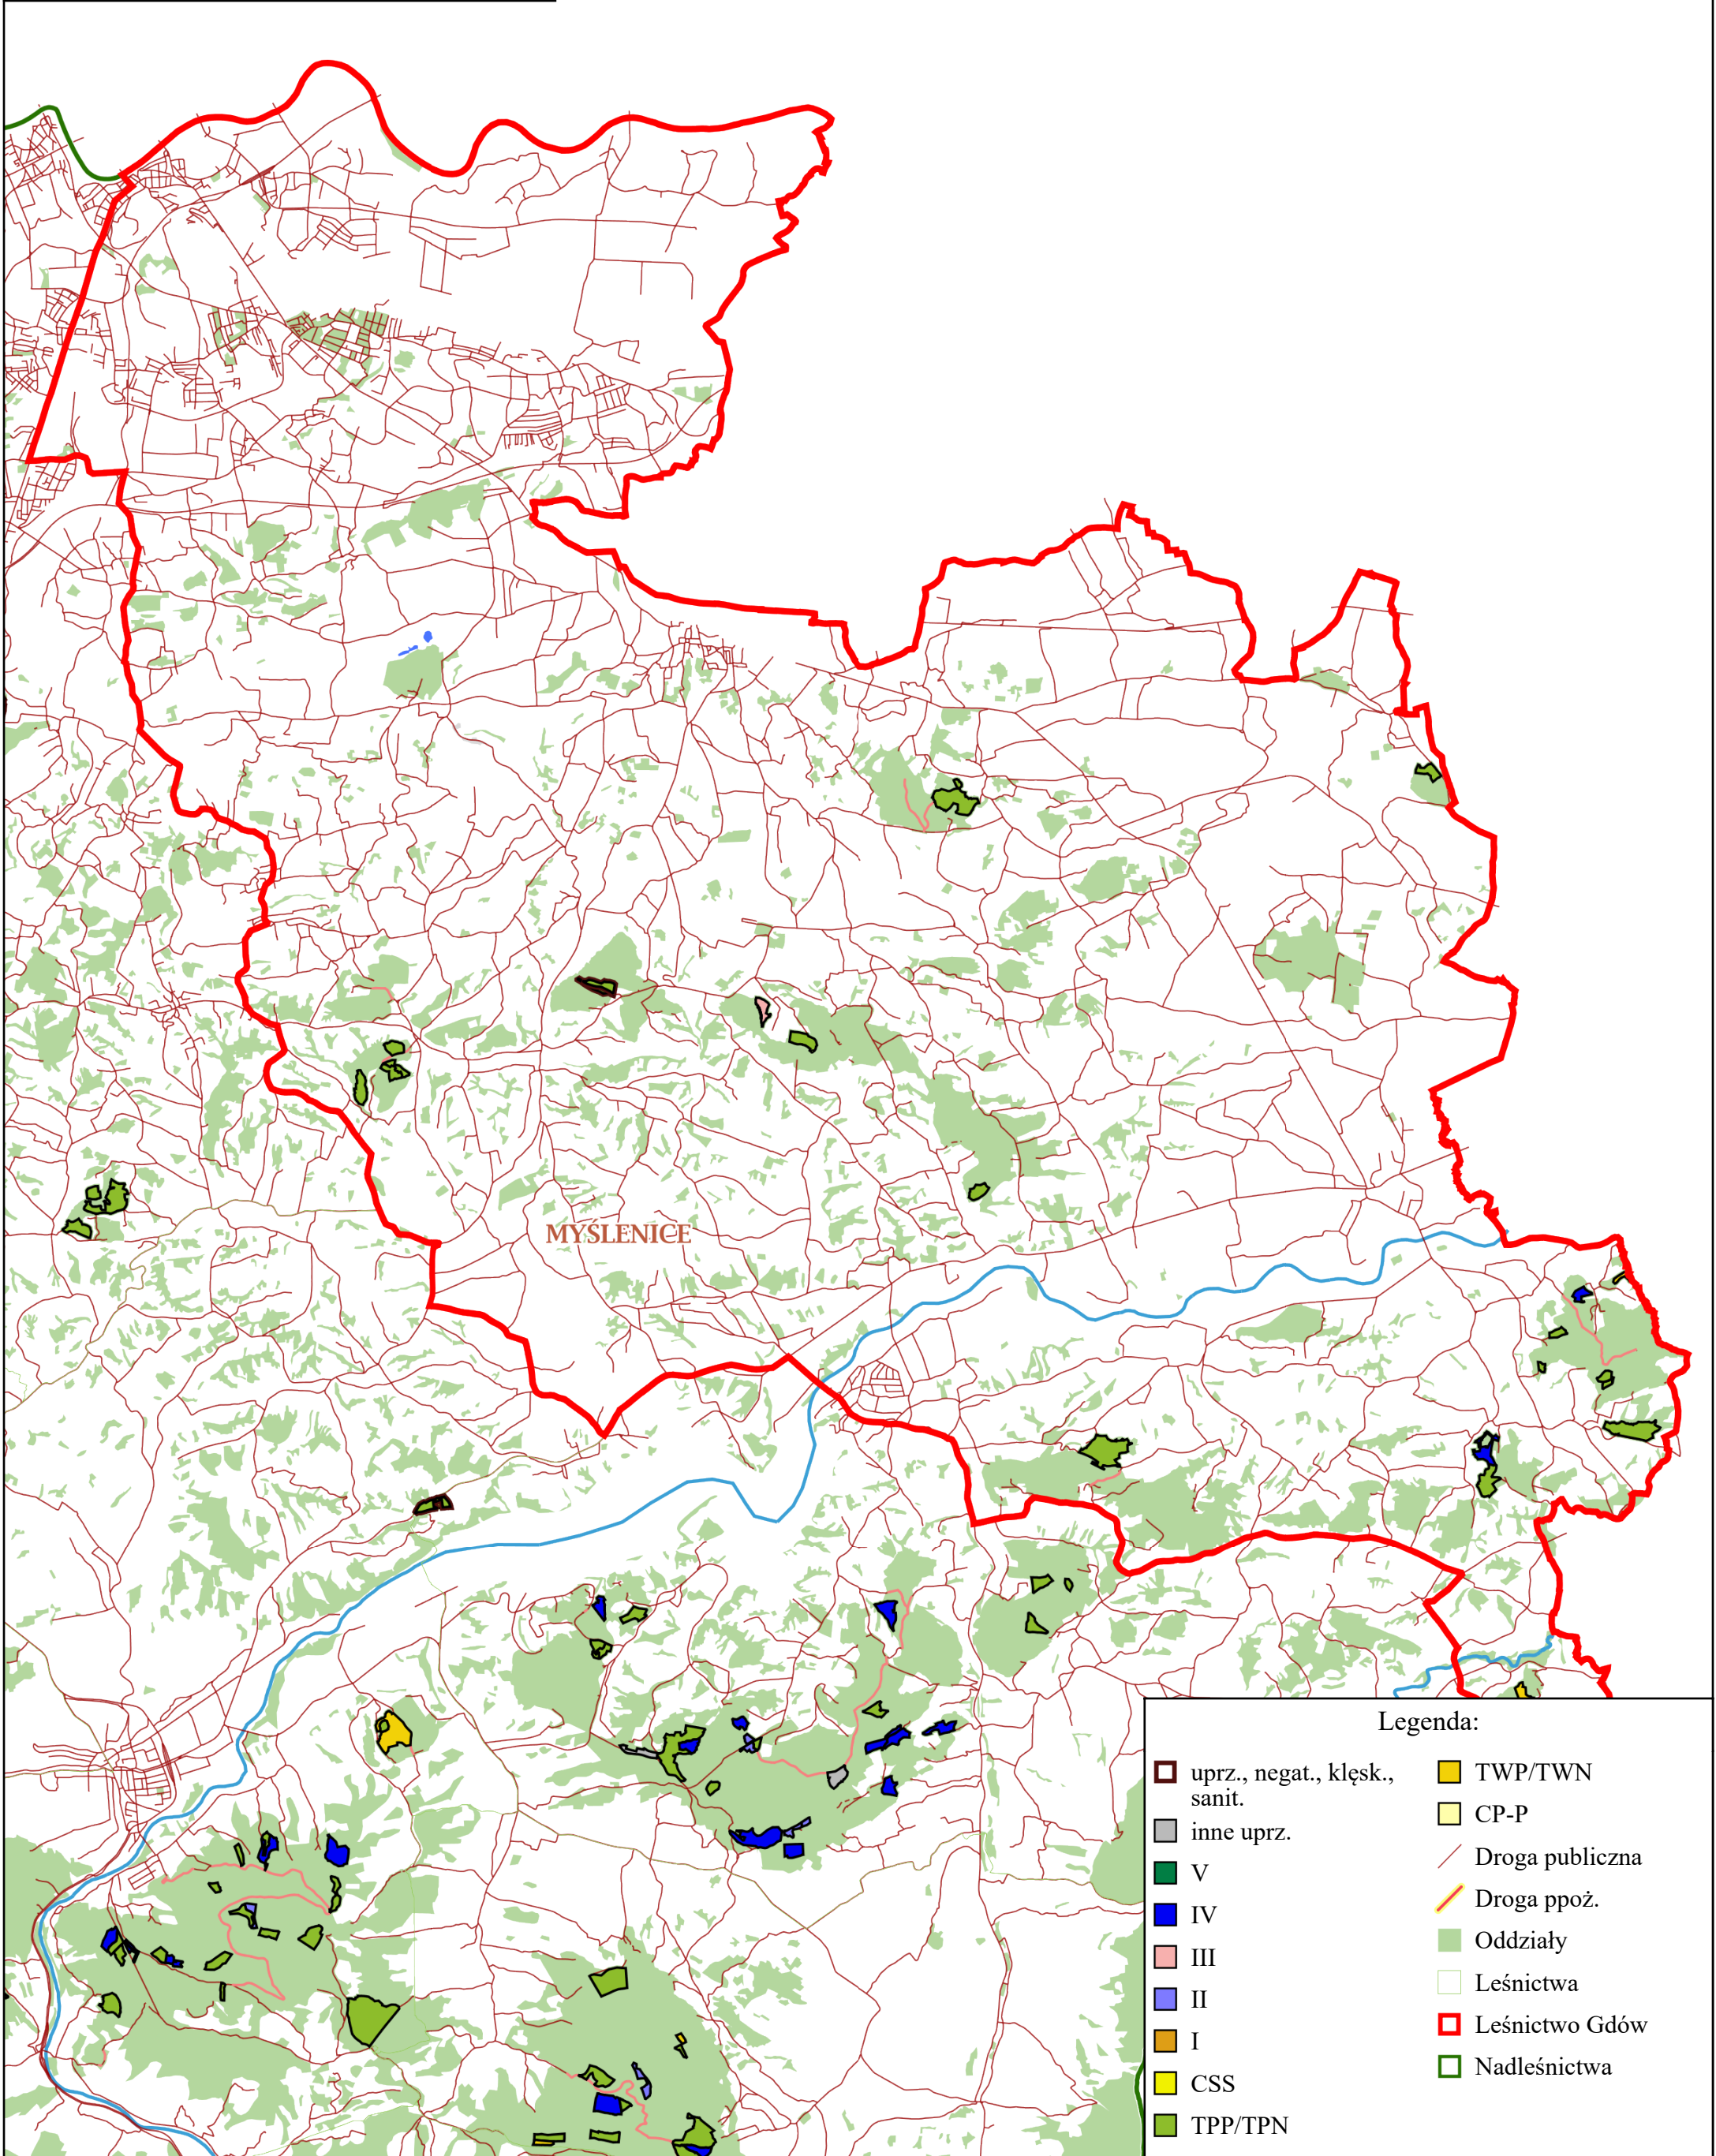 MYŚLENICE
Legenda:
uprz., negat., klęsk.,
sanit.
inne uprz.
V
IV
III
II
I
CSS
TPP/TPN
TWP/TWN
CP-P
Droga publiczna
Droga ppoż.
Oddziały
Leśnictwa
Leśnictwo Gdów
Nadleśnictwa